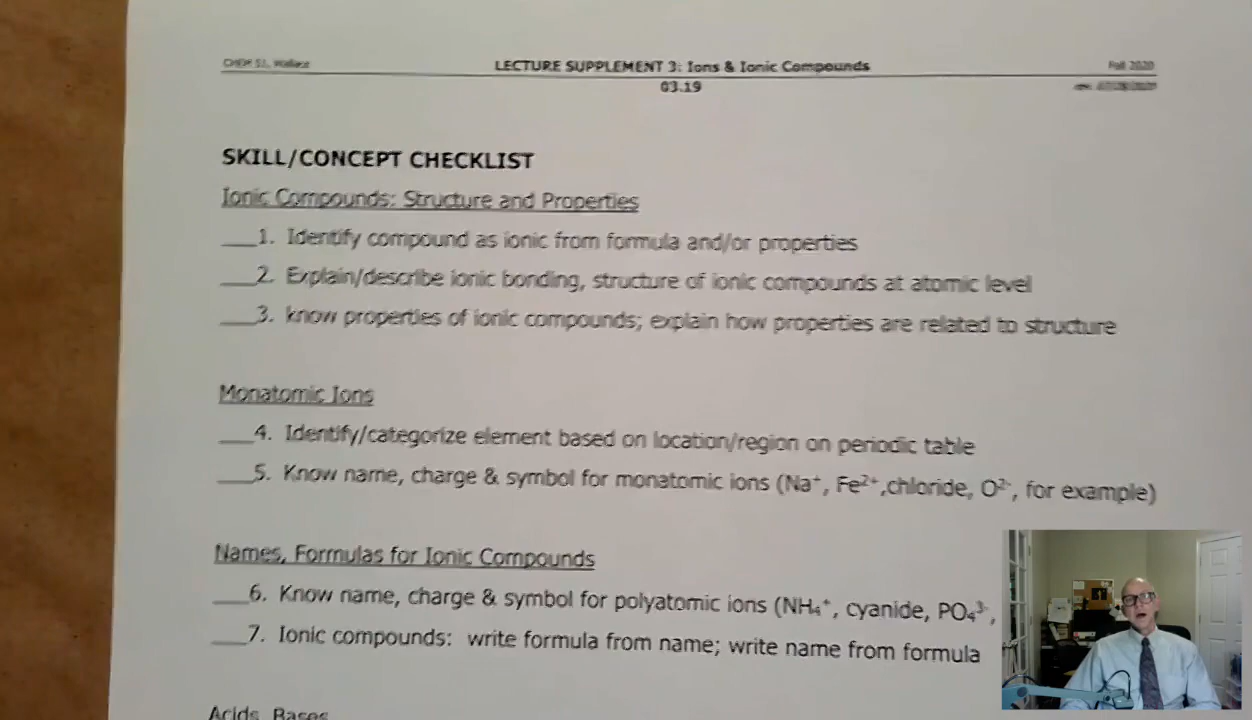 CHEM 51, Wallace LECTURE SUPPLEMENT 3: Ions & Ionic Compounds Fall 2020
03.19
SKILL/CONCEPT CHECKLIST
Ionic Compounds: Structure and Properties
___1. Identify compound as ionic from formula and/or properties
___2. Explain/describe ionic bonding, structure of ionic compounds at atomic level
___3. know properties of ionic compounds; explain how properties are related to structure
Monatomic Ions
___4. Identify/categorize element based on location/region on periodic table
___5. Know name, charge & symbol for monatomic ions (Na⁺, Fe²⁺,chloride, O²⁻, for example)
Names, Formulas for Ionic Compounds
___6. Know name, charge & symbol for polyatomic ions (NH₄⁺, cyanide, PO₄³⁻,
___7. Ionic compounds: write formula from name; write name from formula
Acids, Bases